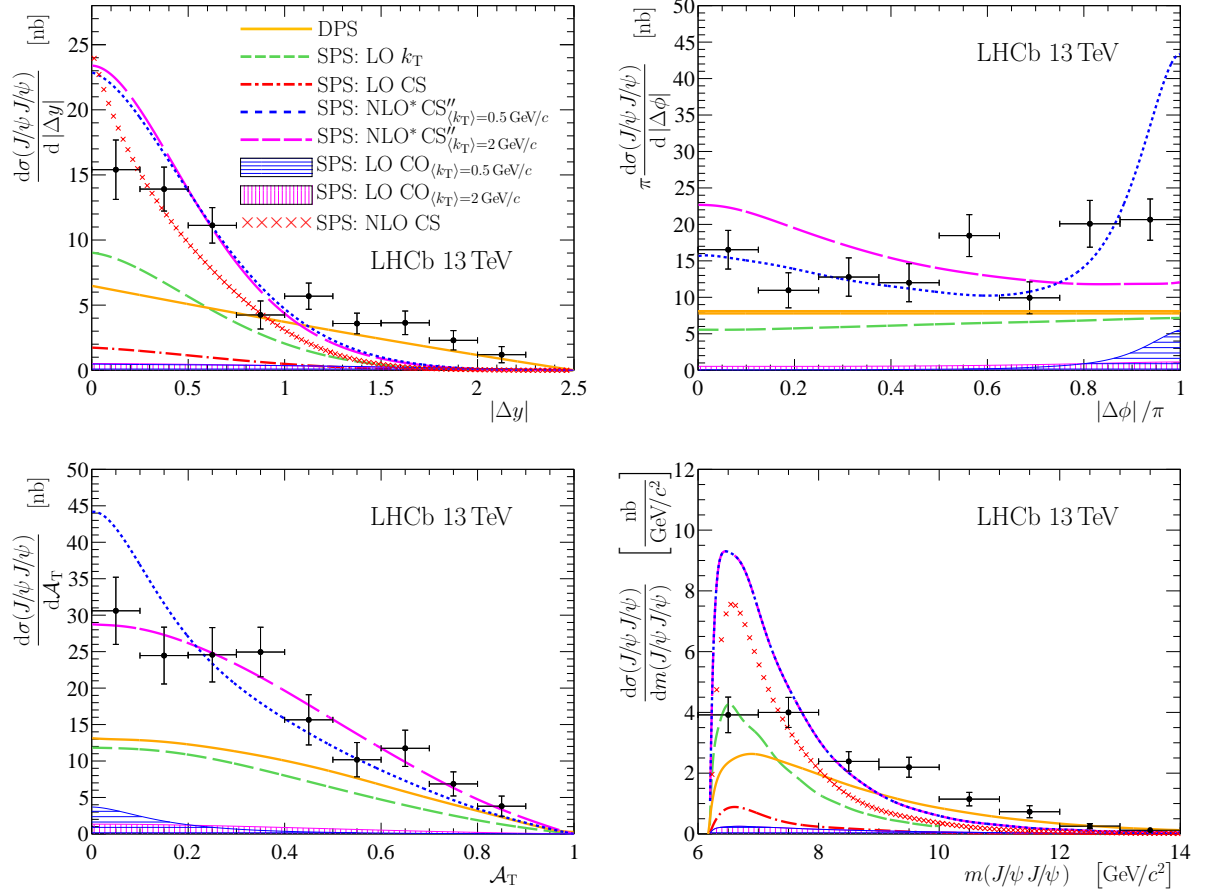 dσ(J/ψ J/ψ) / d |Δy| [nb]
25
20
15
10
5
0
0 0.5 1.0 1.5 2.0 2.5
|Δy|
DPS
SPS: LO k_T
SPS: LO CS
SPS: NLO* CS″⟨k_T⟩=0.5 GeV/c
SPS: NLO* CS″⟨k_T⟩=2 GeV/c
SPS: LO CO⟨k_T⟩=0.5 GeV/c
SPS: LO CO⟨k_T⟩=2 GeV/c
SPS: NLO CS
LHCb 13 TeV
π dσ(J/ψ J/ψ) / d |Δϕ| [nb]
50
45
40
35
30
25
20
15
10
5
0
0 0.2 0.4 0.6 0.8 1
|Δϕ| /π
LHCb 13 TeV
dσ(J/ψ J/ψ) / d𝒜_T [nb]
50
45
40
35
30
25
20
15
10
5
0
0 0.2 0.4 0.6 0.8 1
𝒜_T
LHCb 13 TeV
dσ(J/ψ J/ψ) / dm(J/ψ J/ψ) [nb / GeV/c²]
12
10
8
6
4
2
0
6 8 10 12 14
m(J/ψ J/ψ) [GeV/c²]
LHCb 13 TeV